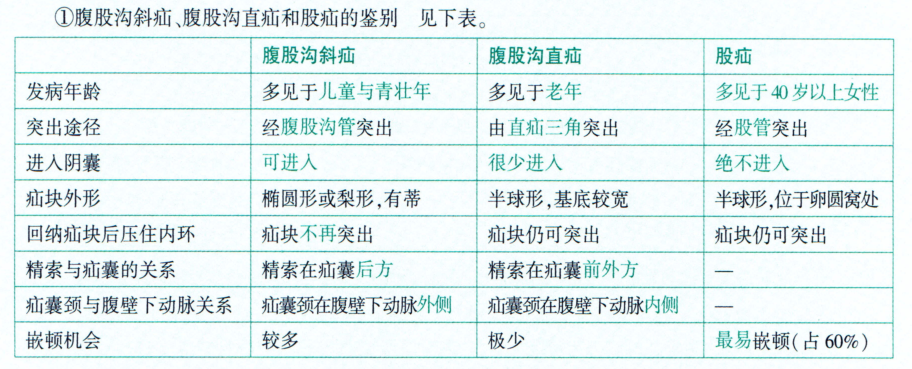 ①腹股沟斜疝、腹股沟直疝和股疝的鉴别 见下表。
腹股沟斜疝 腹股沟直疝 股疝
发病年龄 多见于儿童与青壮年 多见于老年 多见于40岁以上女性
突出途径 经腹股沟管突出 由直疝三角突出 经股管突出
进入阴囊 可进入 很少进入 绝不进入
疝块外形 椭圆形或梨形,有蒂 半球形,基底较宽 半球形,位于卵圆窝处
回纳疝块后压住内环 疝块不再突出 疝块仍可突出 疝块仍可突出
精索与疝囊的关系 精索在疝囊后方 精索在疝囊前外方 —
疝囊颈与腹壁下动脉关系 疝囊颈在腹壁下动脉外侧 疝囊颈在腹壁下动脉内侧 —
嵌顿机会 较多 极少 最易嵌顿(占60%)